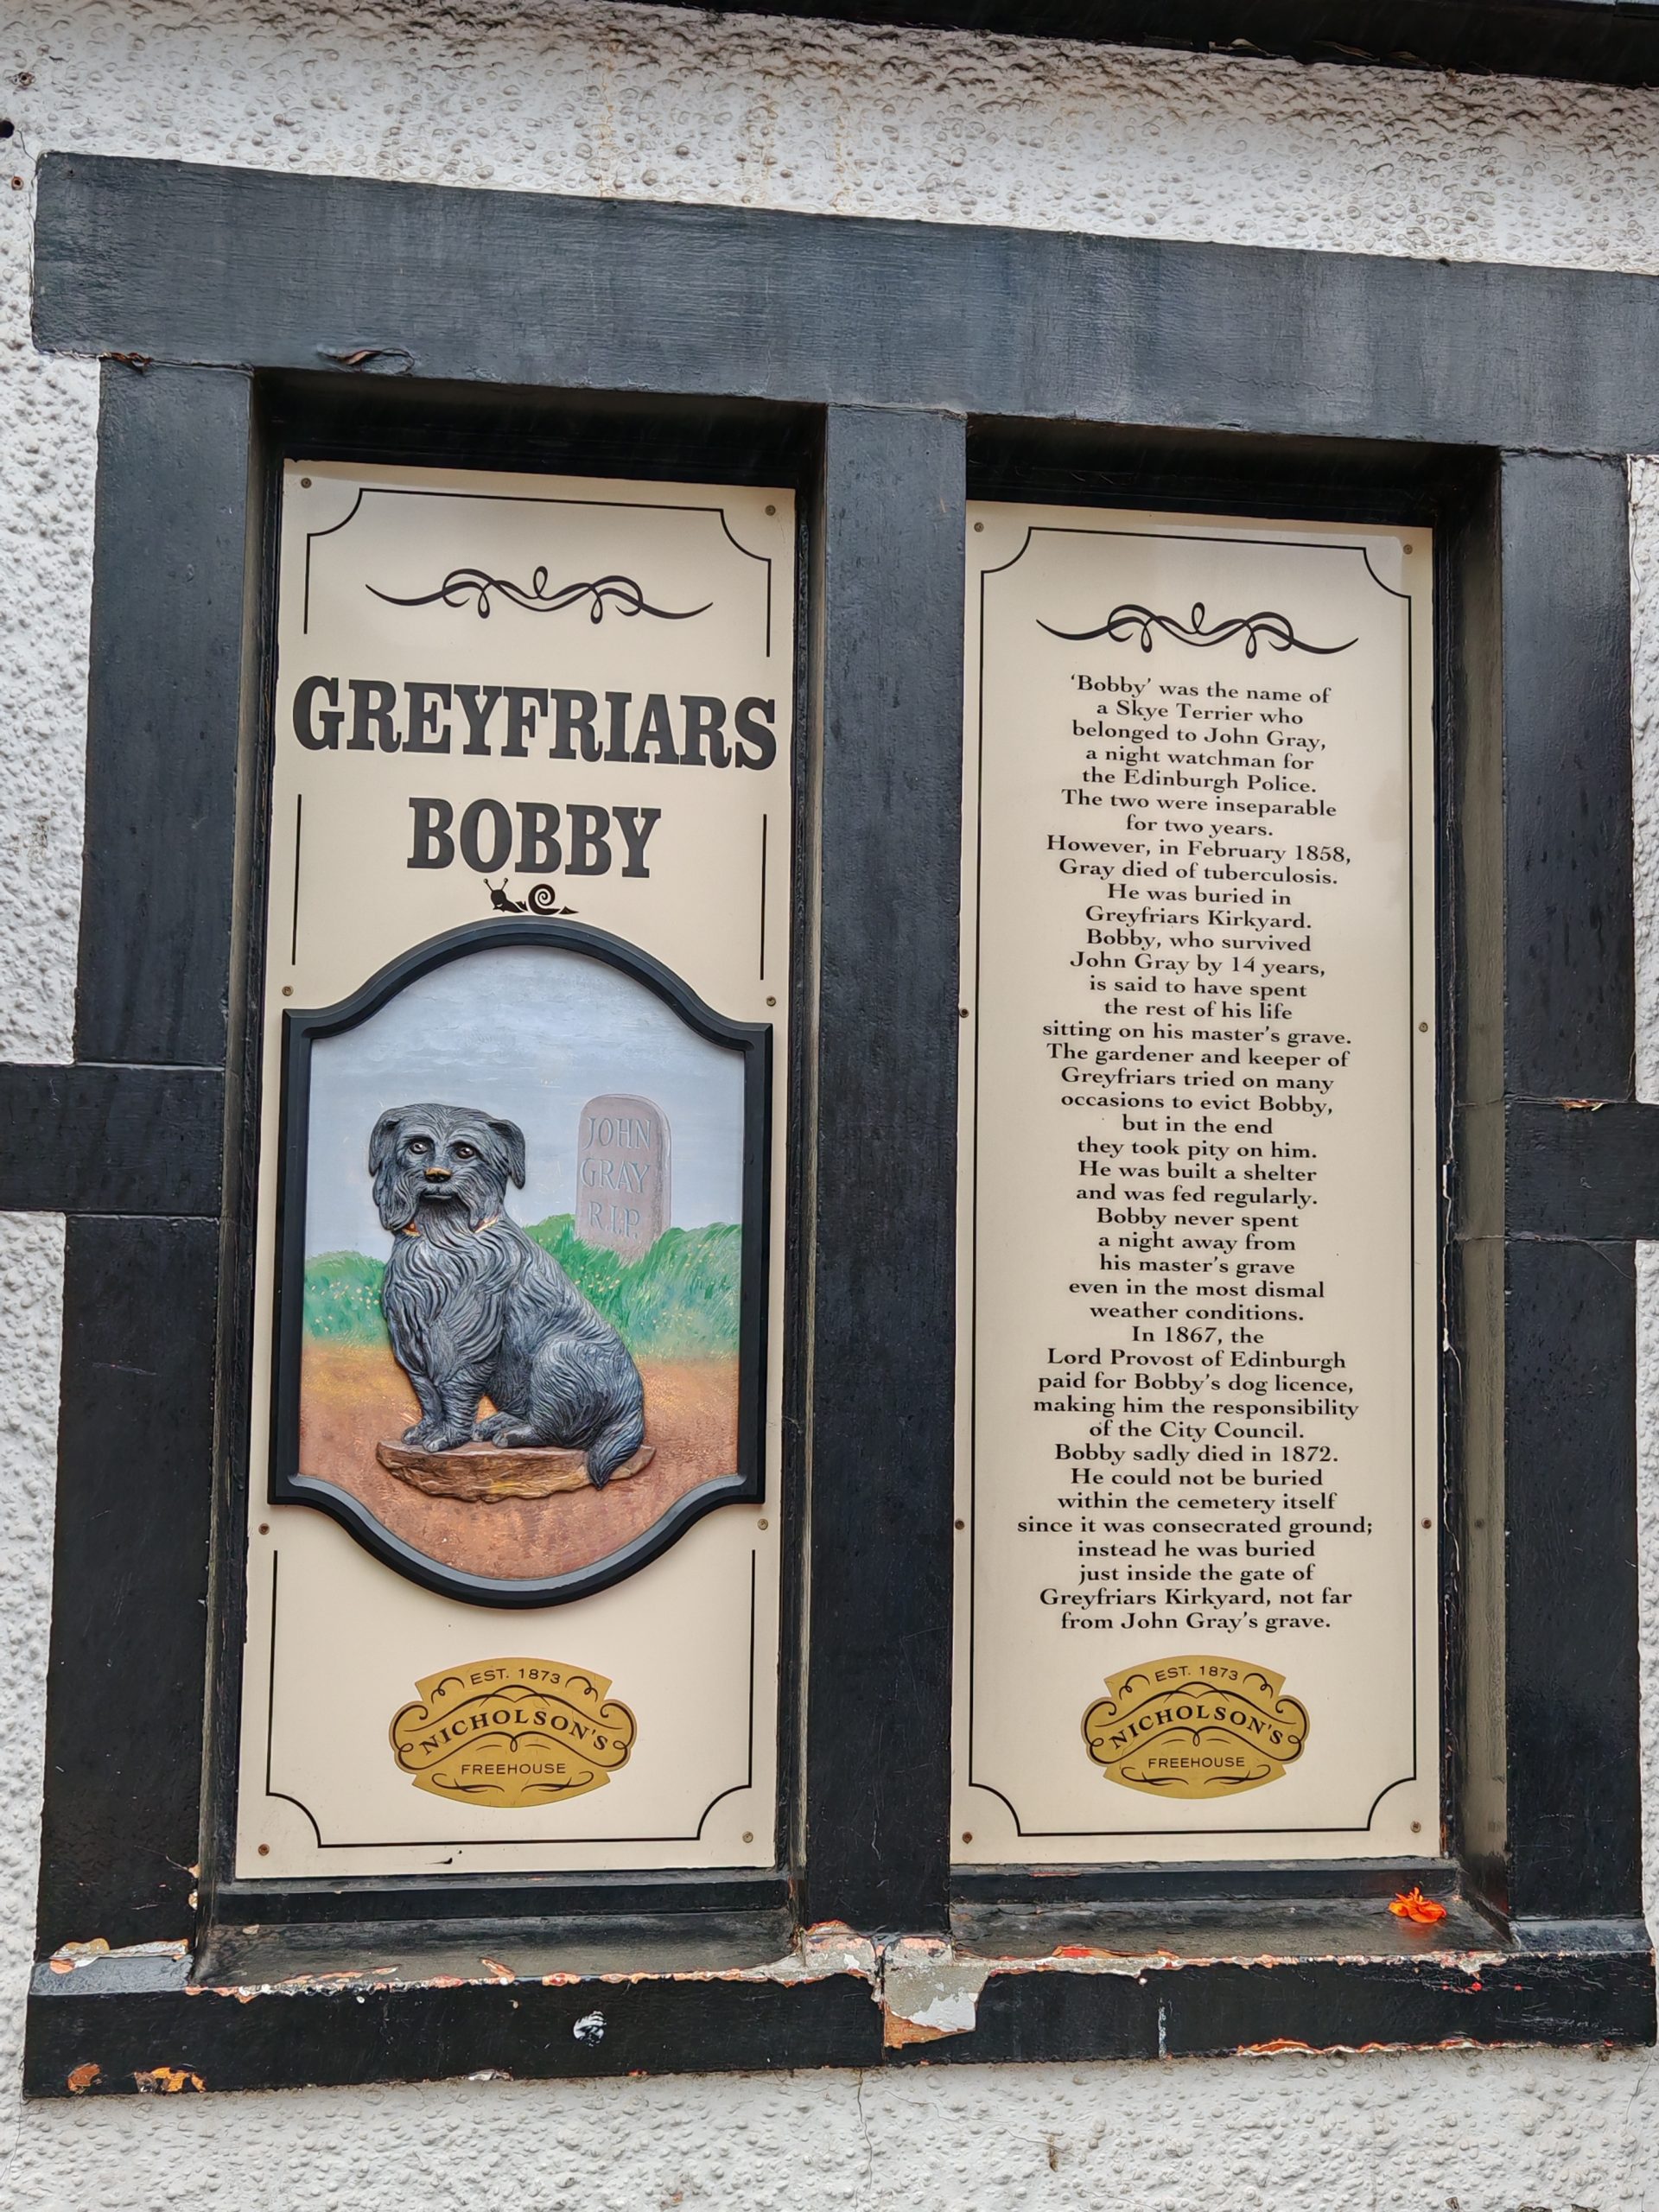 GREYFRIARS
BOBBY
JOHN
GRAY
R.I.P.
EST. 1873
NICHOLSON'S
FREEHOUSE
‘Bobby’ was the name of
a Skye Terrier who
belonged to John Gray,
a night watchman for
the Edinburgh Police.
The two were inseparable
for two years.
However, in February 1858,
Gray died of tuberculosis.
He was buried in
Greyfriars Kirkyard.
Bobby, who survived
John Gray by 14 years,
is said to have spent
the rest of his life
sitting on his master’s grave.
The gardener and keeper of
Greyfriars tried on many
occasions to evict Bobby,
but in the end
they took pity on him.
He was built a shelter
and was fed regularly.
Bobby never spent
a night away from
his master’s grave
even in the most dismal
weather conditions.
In 1867, the
Lord Provost of Edinburgh
paid for Bobby’s dog licence,
making him the responsibility
of the City Council.
Bobby sadly died in 1872.
He could not be buried
within the cemetery itself
since it was consecrated ground;
instead he was buried
just inside the gate of
Greyfriars Kirkyard, not far
from John Gray’s grave.
EST. 1873
NICHOLSON'S
FREEHOUSE